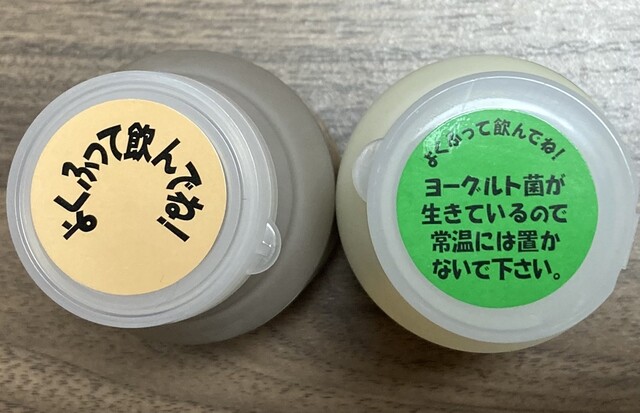 よくふって飲んでね!
よくふって飲んでね!
ヨーグルト菌が
生きているので
常温には置か
ないで下さい。